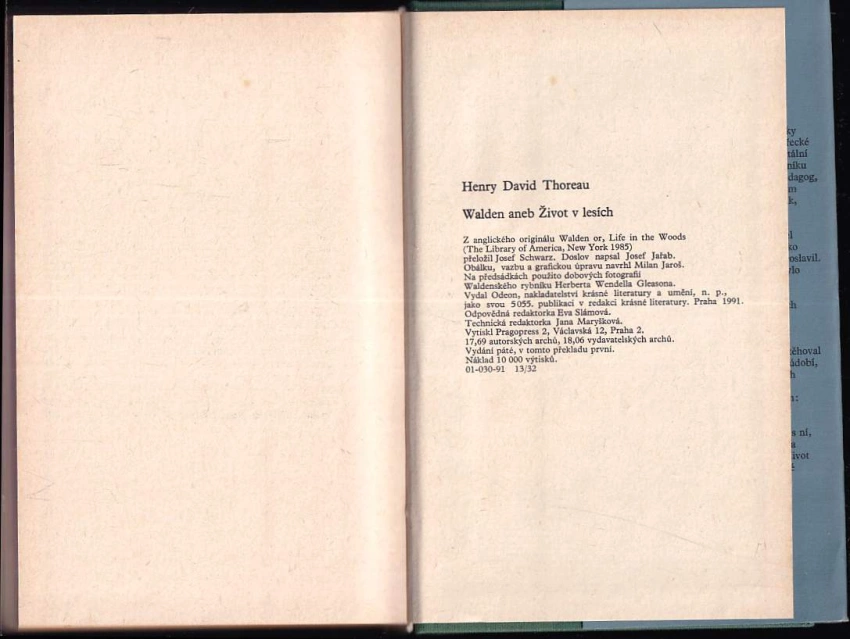 Henry David Thoreau
Walden aneb Život v lesích
Z anglického originálu Walden or, Life in the Woods
(The Library of America, New York 1985)
přeložil Josef Schwarz. Doslov napsal Josef Jařab.
Obálku, vazbu a grafickou úpravu navrhl Milan Jaroš.
Na předsádkách použito dobových fotografií
Waldenského rybníku Herberta Wendella Gleasona.
Vydal Odeon, nakladatelství krásné literatury a umění, n. p.,
jako svou 5055. publikaci v redakci krásné literatury. Praha 1991.
Odpovědná redaktorka Eva Slámová.
Technická redaktorka Jana Maryšková.
Vytiskl Pragopress 2, Václavská 12, Praha 2.
17,69 autorských archů, 18,06 vydavatelských archů.
Vydání páté, v tomto překladu první.
Náklad 10 000 výtisků.
01-030-91 13/32